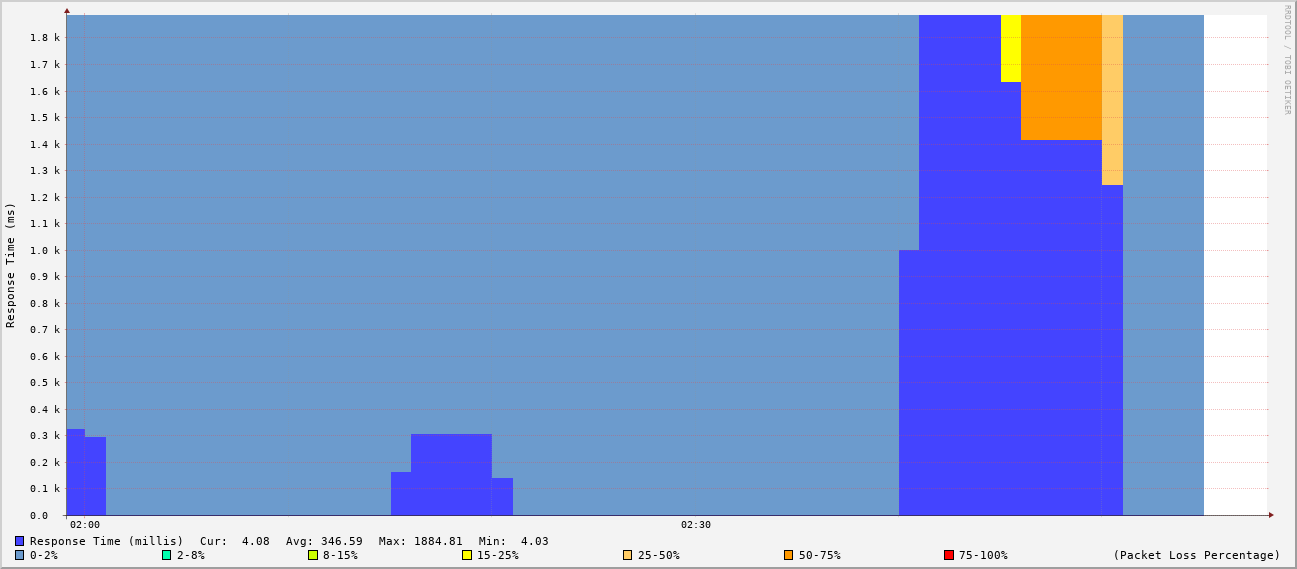 RRDTOOL / TOBI OETIKER
Response Time (ms)
1.8 k
1.7 k
1.6 k
1.5 k
1.4 k
1.3 k
1.2 k
1.1 k
1.0 k
0.9 k
0.8 k
0.7 k
0.6 k
0.5 k
0.4 k
0.3 k
0.2 k
0.1 k
0.0
02:00 02:30
Response Time (millis) Cur: 4.08 Avg: 346.59 Max: 1884.81 Min: 4.03
0-2% 2-8% 8-15% 15-25% 25-50% 50-75% 75-100% (Packet Loss Percentage)